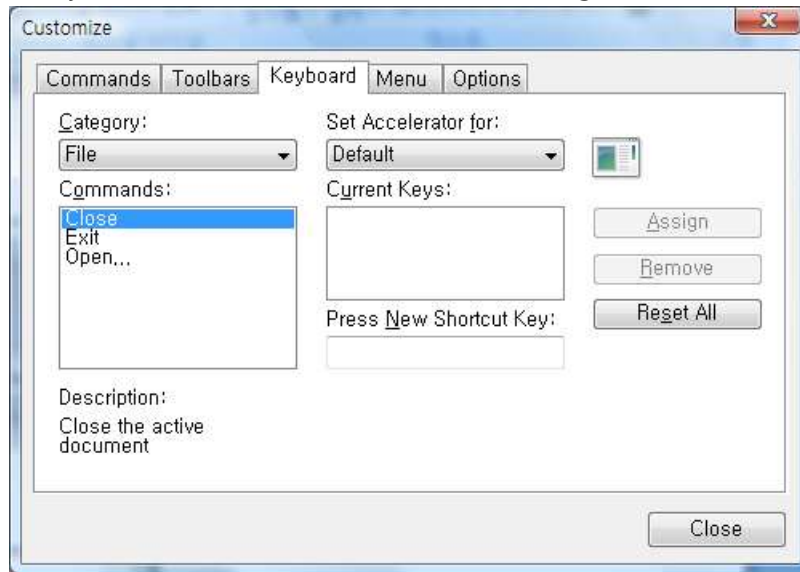 Customize
Commands Toolbars Keyboard Menu Options
Category: Set Accelerator for:
File Default
Commands: Current Keys:
Close
Exit
Open...
Assign
Remove
Press New Shortcut Key: Reset All
Description:
Close the active
document
Close